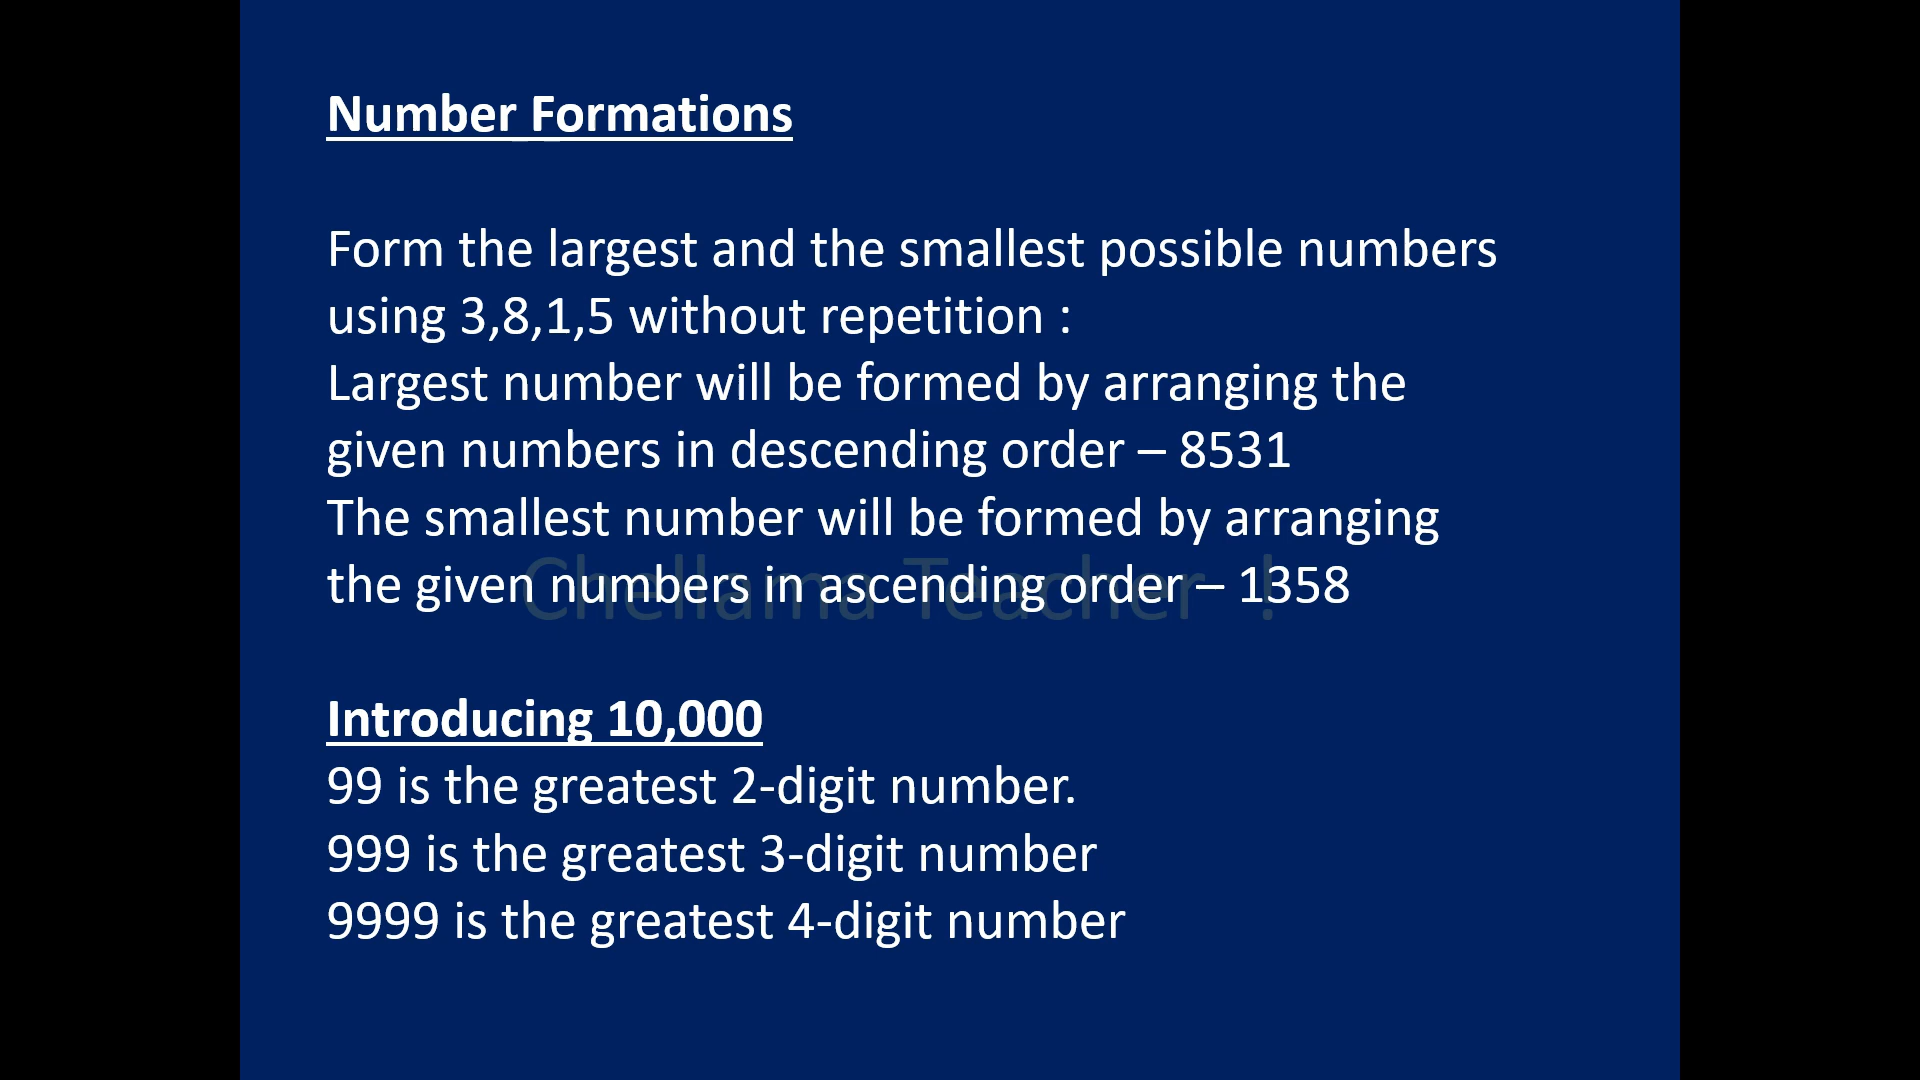 Number Formations
Form the largest and the smallest possible numbers
using 3,8,1,5 without repetition :
Largest number will be formed by arranging the
given numbers in descending order – 8531
The smallest number will be formed by arranging
the given numbers in ascending order – 1358
Chellama Teacher !
Introducing 10,000
99 is the greatest 2-digit number.
999 is the greatest 3-digit number
9999 is the greatest 4-digit number